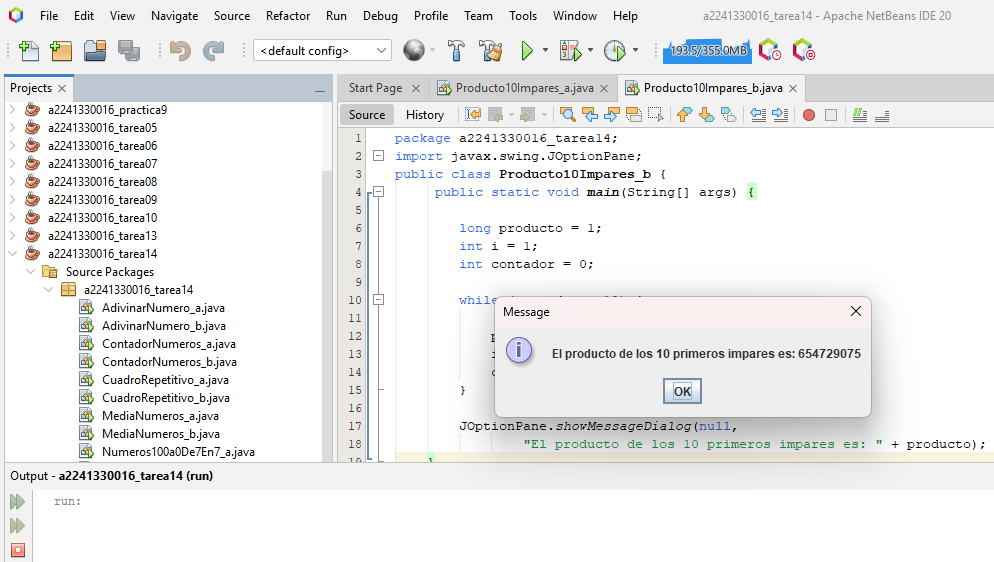 File Edit View Navigate Source Refactor Run Debug Profile Team Tools Window Help a2241330016_tarea14 - Apache NetBeans IDE 20
<default config> 193.5/355.0MB
Projects
a2241330016_practica9
a2241330016_tarea05
a2241330016_tarea06
a2241330016_tarea07
a2241330016_tarea08
a2241330016_tarea09
a2241330016_tarea10
a2241330016_tarea13
a2241330016_tarea14
Source Packages
a2241330016_tarea14
AdivinarNumero_a.java
AdivinarNumero_b.java
ContadorNumeros_a.java
ContadorNumeros_b.java
CuadroRepetitivo_a.java
CuadroRepetitivo_b.java
MediaNumeros_a.java
MediaNumeros_b.java
Numeros100a0De7En7_a.java
Start Page Producto10Impares_a.java Producto10Impares_b.java
Source History
1 package a2241330016_tarea14;
2 import javax.swing.JOptionPane;
3 public class Producto10Impares_b {
4 public static void main(String[] args) {
5
6 long producto = 1;
7 int i = 1;
8 int contador = 0;
9
10 while
11
12
13
14
15 }
16
17 JOptionPane.showMessageDialog(null,
18 "El producto de los 10 primeros impares es: " + producto);
19 }
Message
El producto de los 10 primeros impares es: 654729075
OK
Output - a2241330016_tarea14 (run)
run: